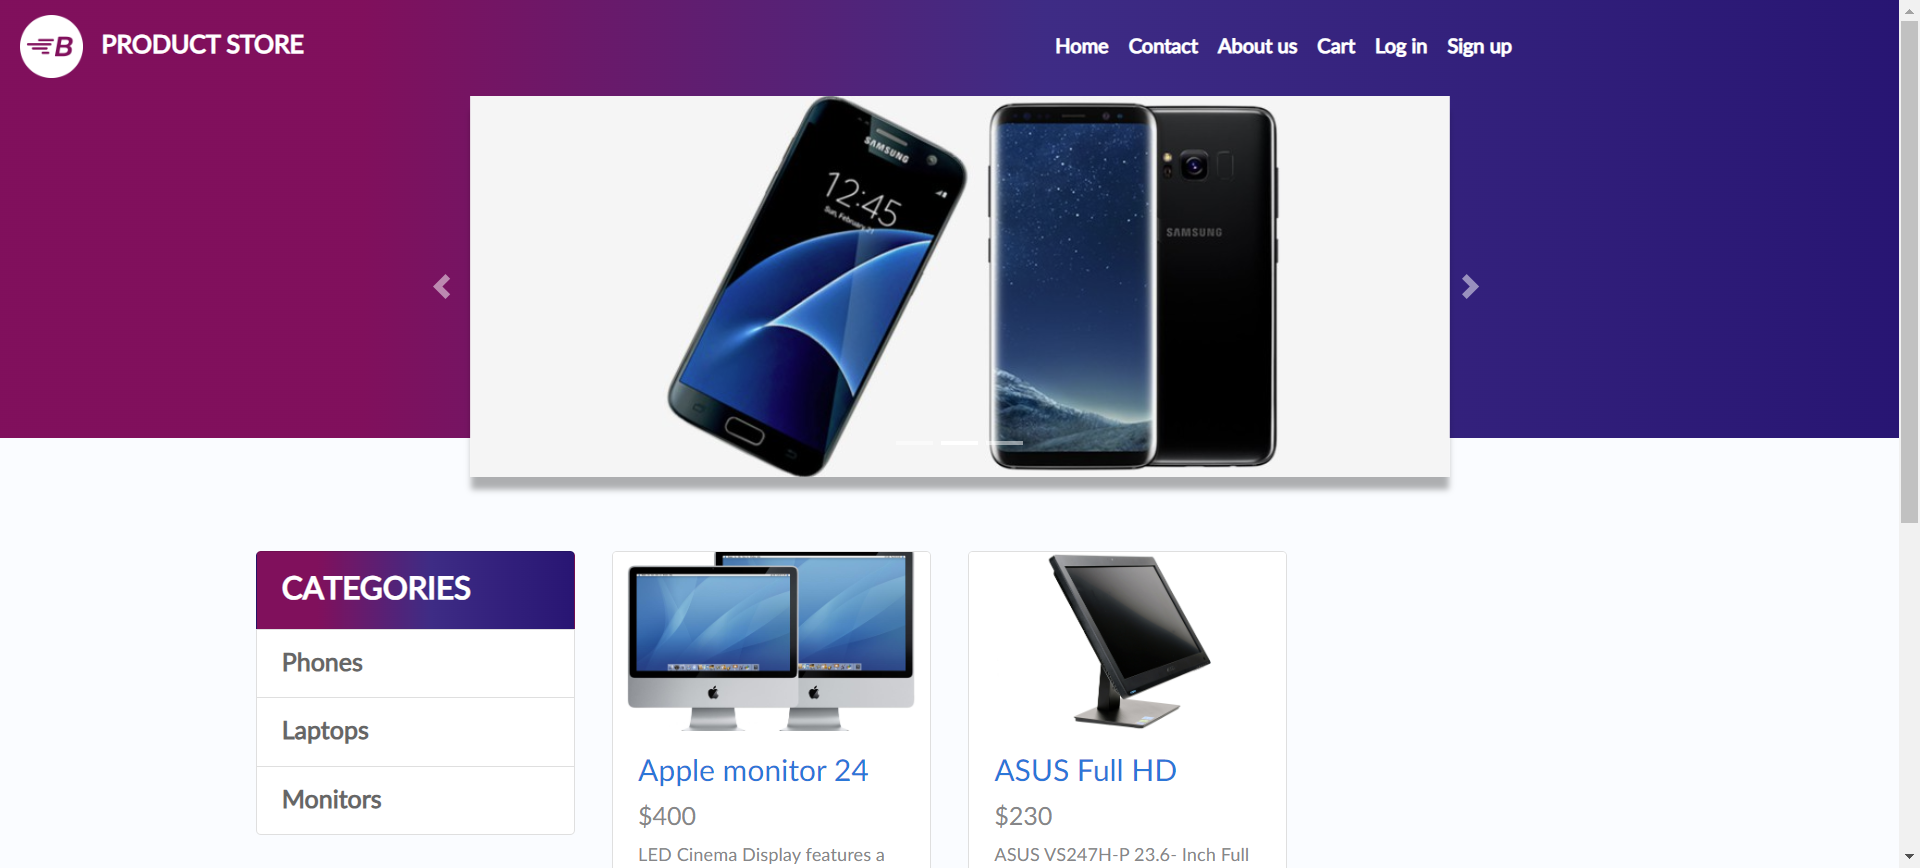 B PRODUCT STORE
Home Contact About us Cart Log in Sign up
SAMSUNG
12:45
Sun, February 21
SAMSUNG
CATEGORIES
Phones
Laptops
Monitors
Apple monitor 24
$400
LED Cinema Display features a
ASUS Full HD
$230
ASUS VS247H-P 23.6- Inch Full